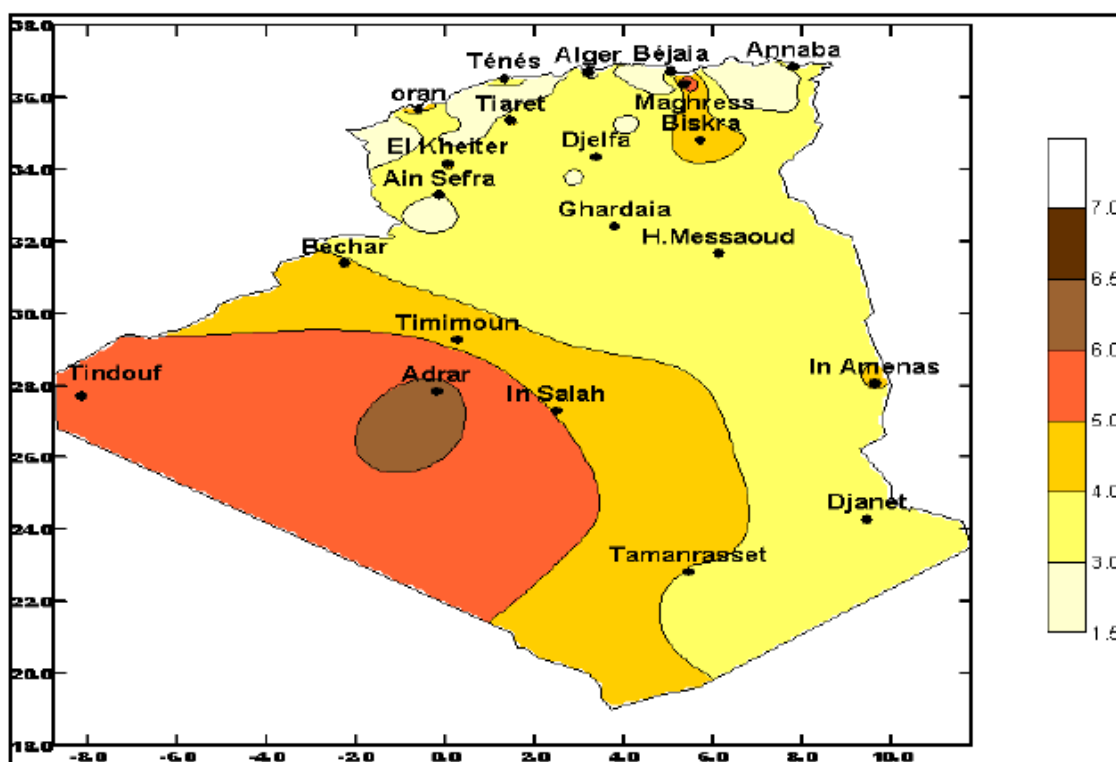 38.0
36.0
34.0
32.0
30.0
28.0
26.0
24.0
22.0
20.0
18.0
-8.0 -6.0 -4.0 -2.0 0.0 2.0 4.0 6.0 8.0 10.0
Ténés Alger Béjaia Annaba
oran Tiaret Maghress
Biskra
El Kheiter Djelfa
Ain Sefra
Ghardaia
Bechar H.Messaoud
Timimoun
Tindouf Adrar In Salah In Amenas
Djanet
Tamanrasset
7.0
6.5
6.0
5.0
4.0
3.0
1.5